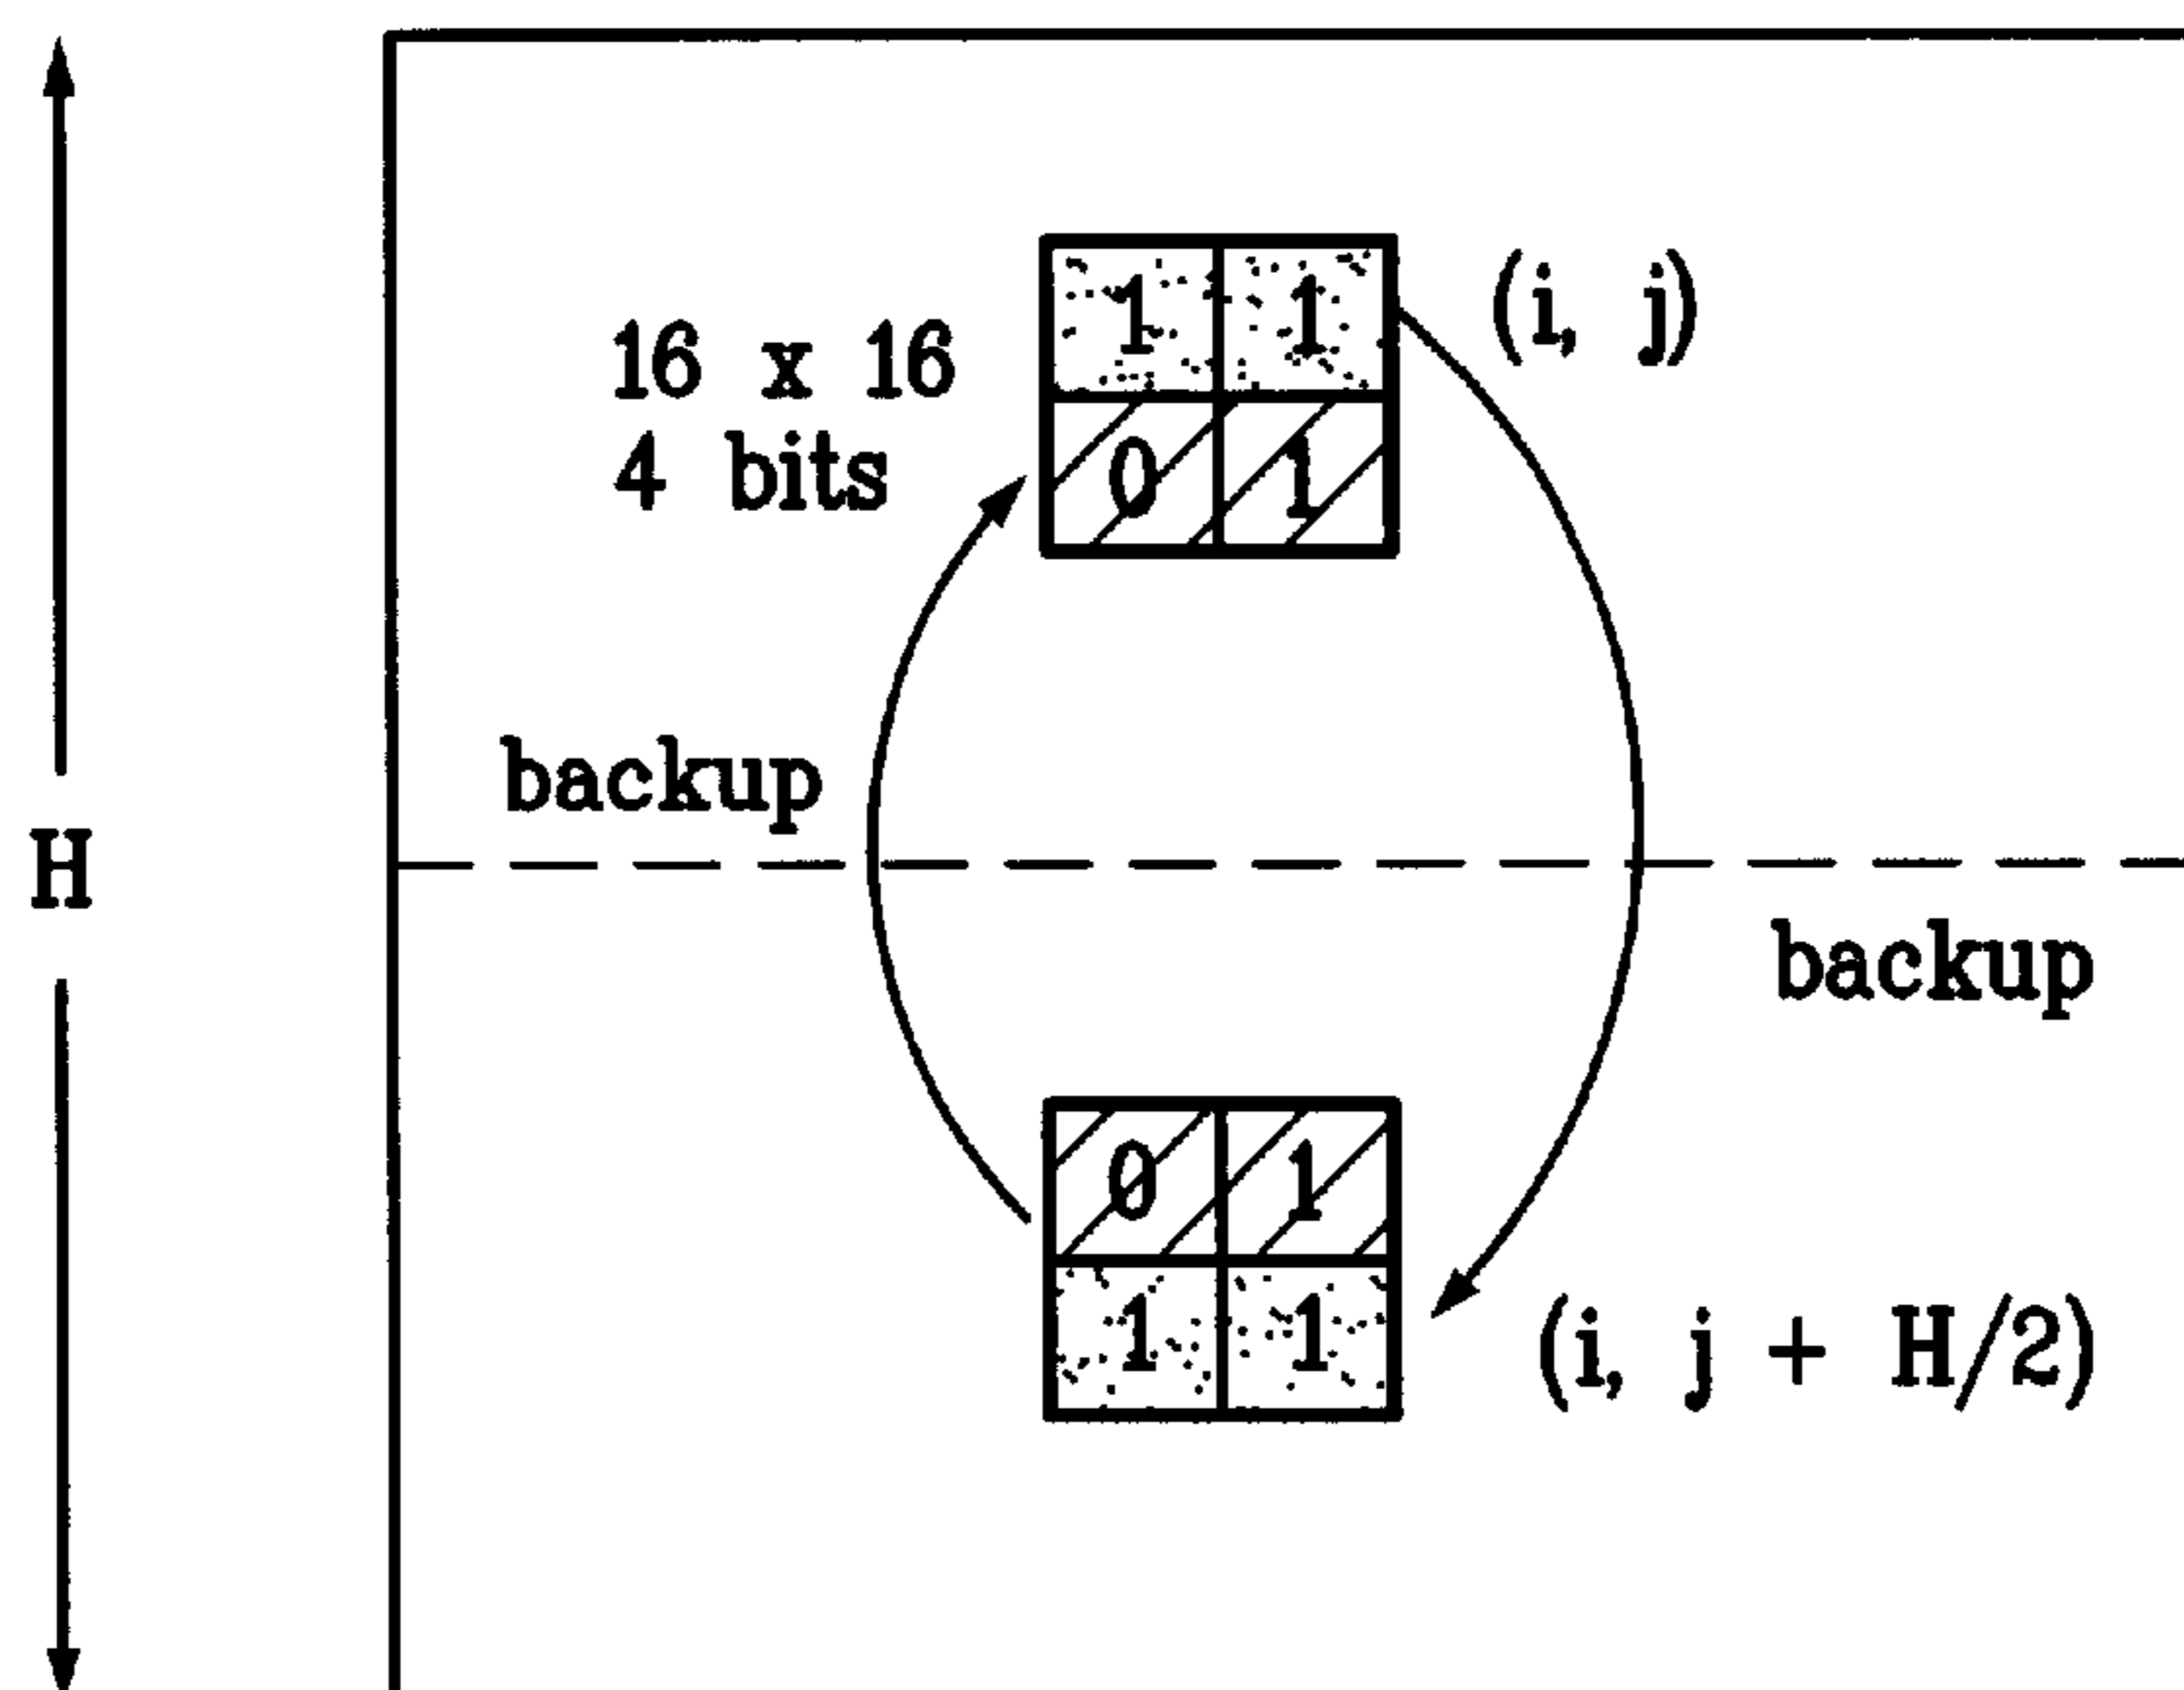 1 1
(i, j)
16 x 16
4 bits
0 1
backup
H
backup
0 1
1 1
(i, j + H/2)